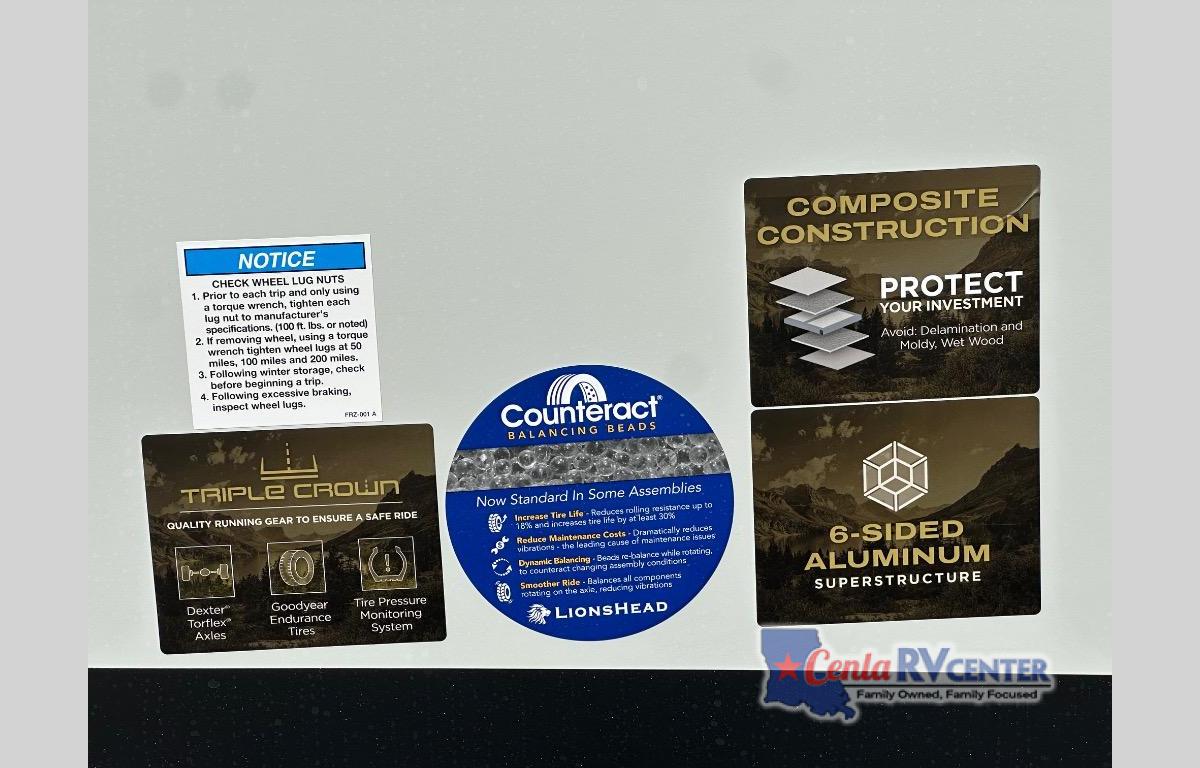 NOTICE
CHECK WHEEL LUG NUTS
1. Prior to each trip and only using
a torque wrench, tighten each
lug nut to manufacturer's
specifications. (100 ft. lbs. or noted)
2. If removing wheel, using a torque
wrench tighten wheel lugs at 50
miles, 100 miles and 200 miles.
3. Following winter storage, check
before beginning a trip.
4. Following excessive braking,
inspect wheel lugs.
FRZ-001 A
TRIPLE CROWN
QUALITY RUNNING GEAR TO ENSURE A SAFE RIDE
Dexter®
Torflex®
Axles
Goodyear
Endurance
Tires
Tire Pressure
Monitoring
System
Counteract®
BALANCING BEADS
Now Standard In Some Assemblies
Increase Tire Life - Reduces rolling resistance up to
18% and increases tire life by at least 30%
Reduce Maintenance Costs - Dramatically reduces
vibrations - the leading cause of maintenance issues
Dynamic Balancing - Beads re-balance while rotating,
to counteract changing assembly conditions
Smoother Ride - Balances all components
rotating on the axle, reducing vibrations
LIONSHEAD
COMPOSITE
CONSTRUCTION
PROTECT
YOUR INVESTMENT
Avoid: Delamination and
Moldy, Wet Wood
6-SIDED
ALUMINUM
SUPERSTRUCTURE
Cenla RV CENTER
Family Owned, Family Focused